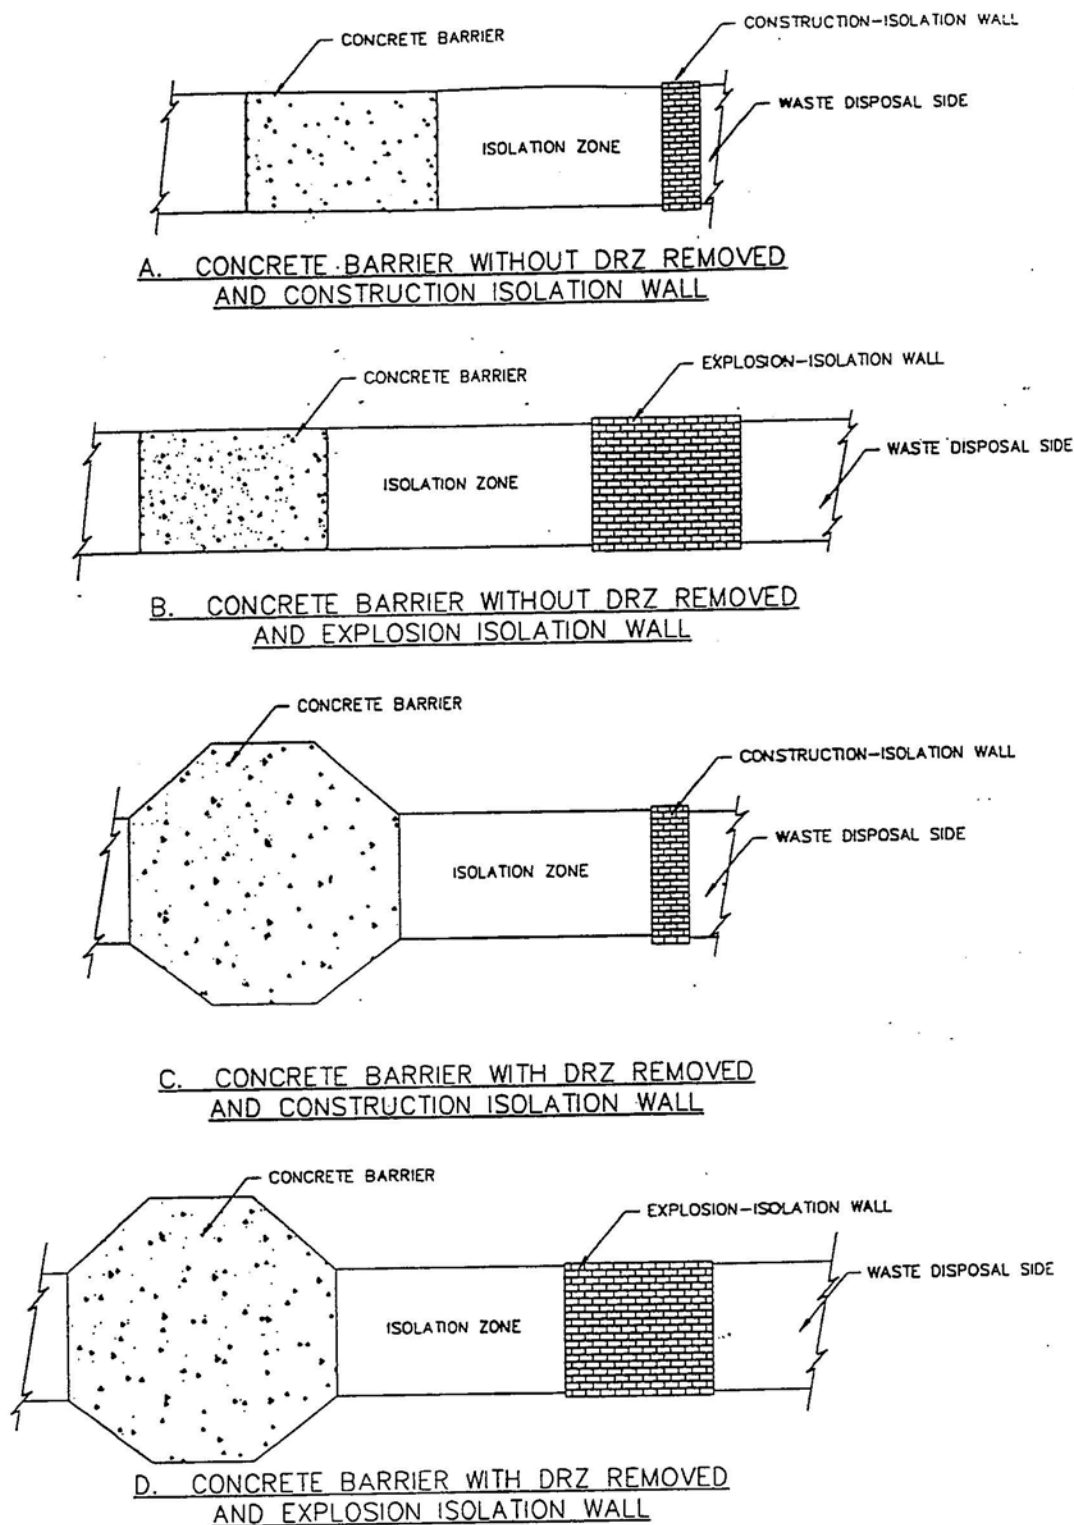 CONSTRUCTION-ISOLATION WALL
CONCRETE BARRIER
WASTE DISPOSAL SIDE
ISOLATION ZONE
A. CONCRETE BARRIER WITHOUT DRZ REMOVED
AND CONSTRUCTION ISOLATION WALL
EXPLOSION-ISOLATION WALL
CONCRETE BARRIER
WASTE DISPOSAL SIDE
ISOLATION ZONE
B. CONCRETE BARRIER WITHOUT DRZ REMOVED
AND EXPLOSION ISOLATION WALL
CONCRETE BARRIER
CONSTRUCTION-ISOLATION WALL
WASTE DISPOSAL SIDE
ISOLATION ZONE
C. CONCRETE BARRIER WITH DRZ REMOVED
AND CONSTRUCTION ISOLATION WALL
CONCRETE BARRIER
EXPLOSION-ISOLATION WALL
WASTE DISPOSAL SIDE
ISOLATION ZONE
D. CONCRETE BARRIER WITH DRZ REMOVED
AND EXPLOSION ISOLATION WALL